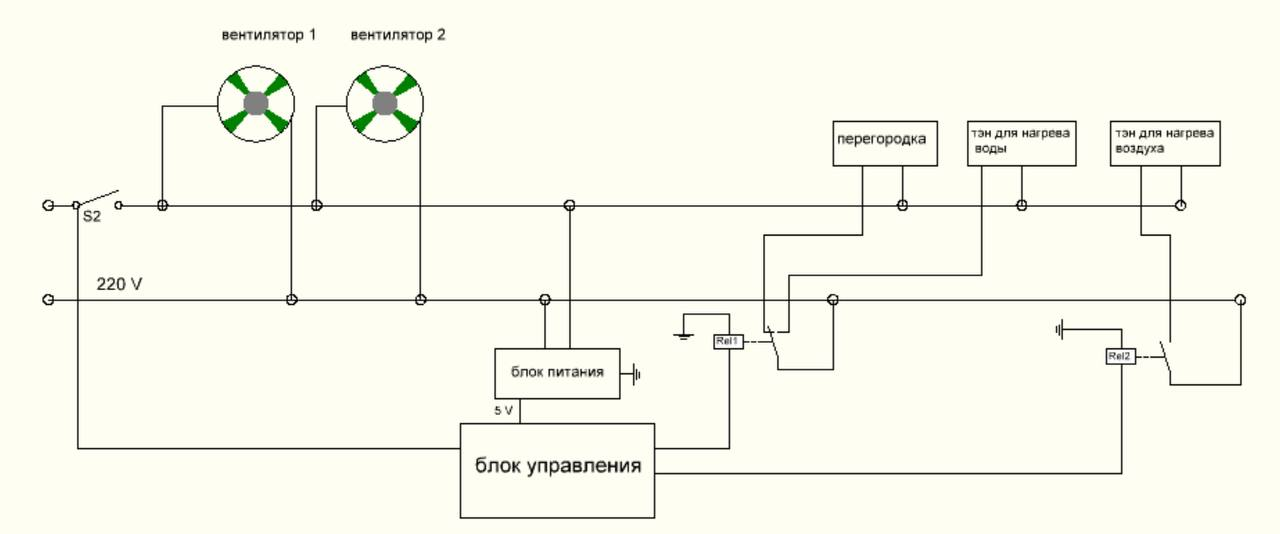 вентилятор 1
вентилятор 2
перегородка
тэн для нагрева
воды
тэн для нагрева
воздуха
S2
220 V
Rel1
Rel2
блок питания
5 V
блок управления